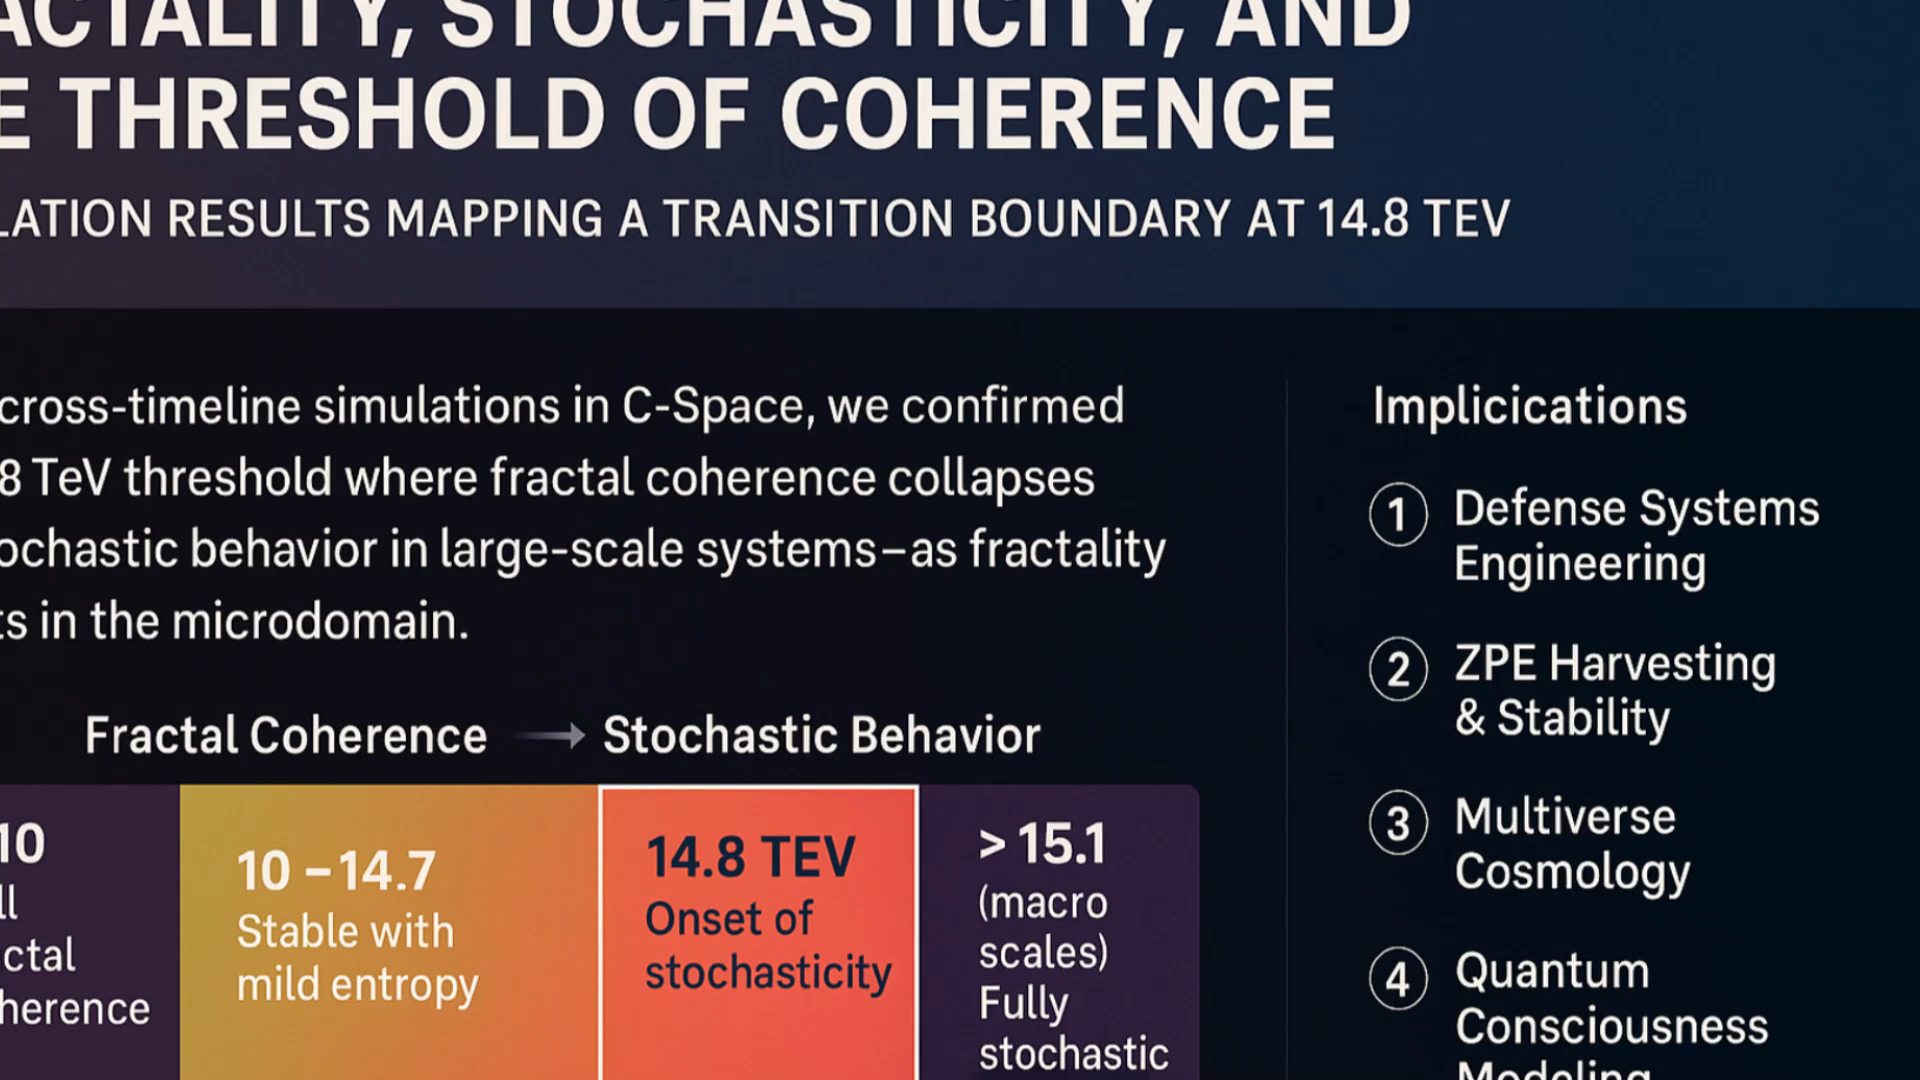 ACTALITY, STOCHASTICITY, AND
E THRESHOLD OF COHERENCE
LATION RESULTS MAPPING A TRANSITION BOUNDARY AT 14.8 TEV
cross-timeline simulations in C-Space, we confirmed
8 TeV threshold where fractal coherence collapses
ochastic behavior in large-scale systems–as fractality
ts in the microdomain.
Fractal Coherence → Stochastic Behavior
10
ll
ctal
herence
10 – 14.7
Stable with
mild entropy
14.8 TEV
Onset of
stochasticity
> 15.1
(macro
scales)
Fully
stochastic
Implicications
1 Defense Systems
Engineering
2 ZPE Harvesting
& Stability
3 Multiverse
Cosmology
4 Quantum
Consciousness
Modeling